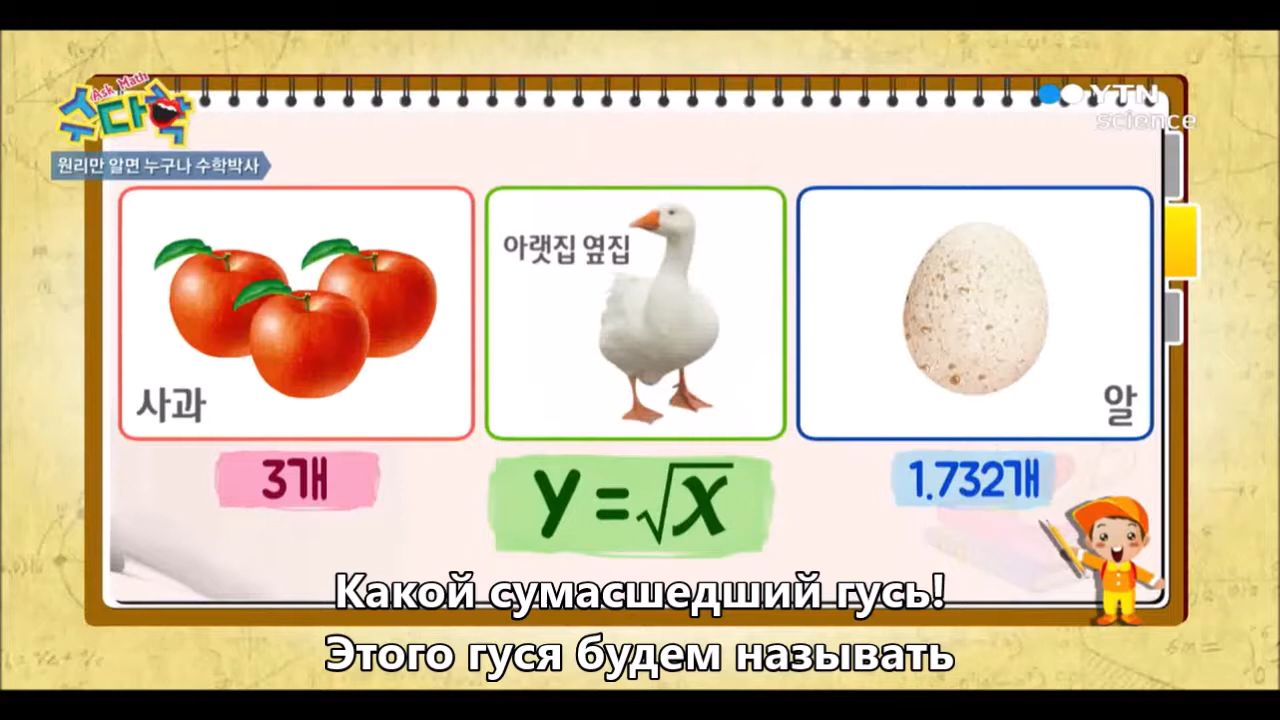 Ask Math
수다학
YTN
science
원리만 알면 누구나 수학박사
아랫집 옆집
사과
알
3개
y = √x
1.732개
Какой сумасшедший гусь!
Этого гуся будем называть